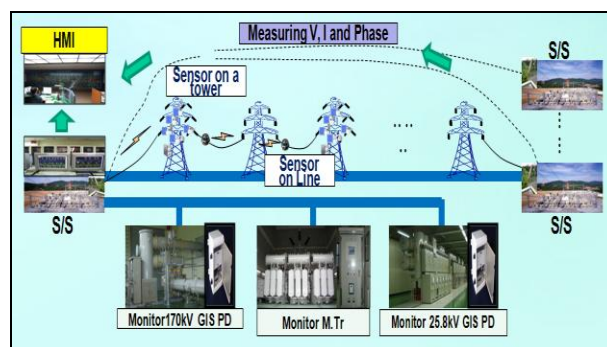 HMI
Measuring V, I and Phase
S/S
Sensor on a
tower
Sensor
on Line
S/S
S/S
Monitor170kV GIS PD
Monitor M.Tr
Monitor 25.8kV GIS PD